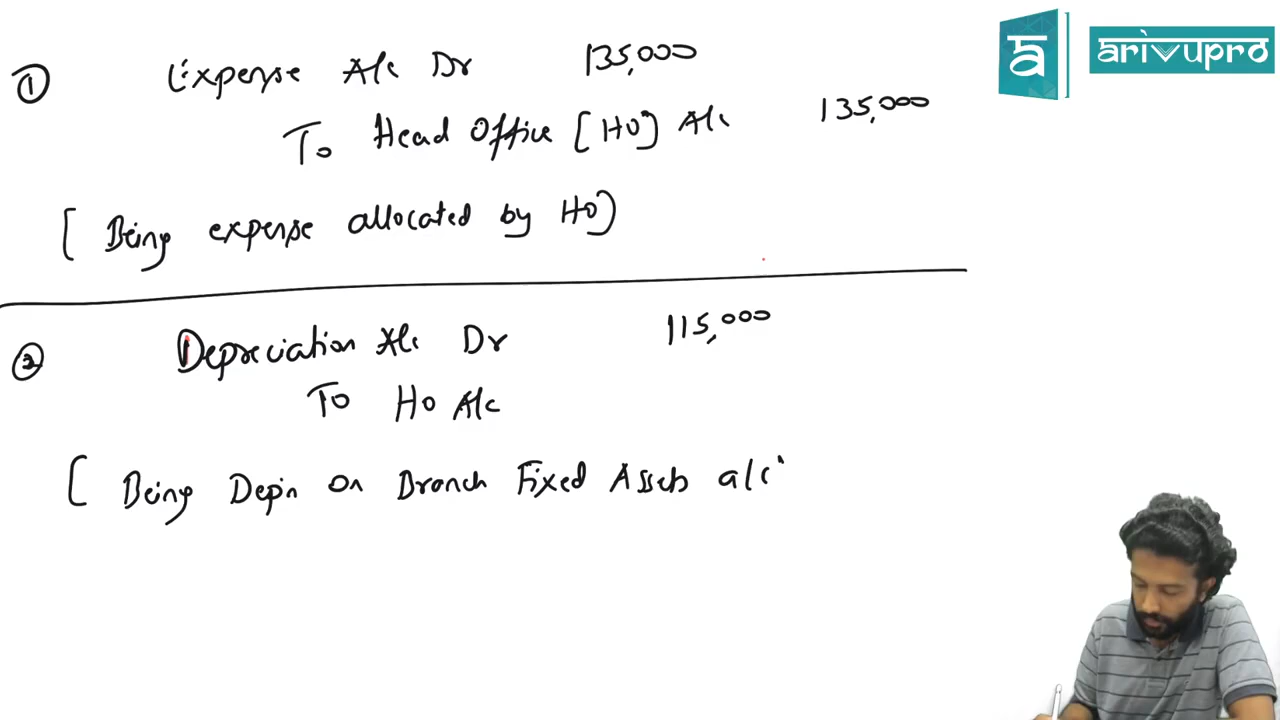 arivupro
① Expense A/c Dr 135,000
To Head Office [HO] A/c 135,000
[Being expense allocated by HO]
② Depreciation A/c Dr 115,000
To HO A/c
[Being Depn on Branch Fixed Assets a/c